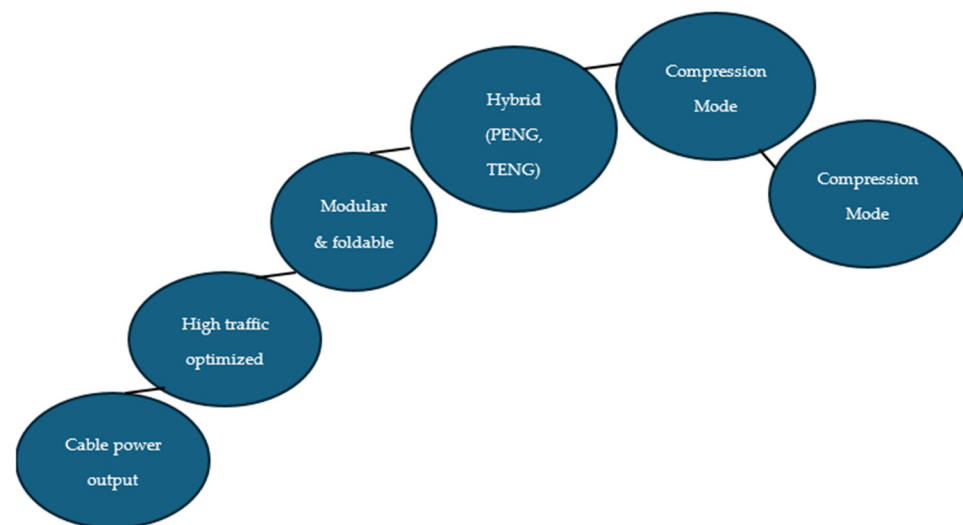 Compression
Mode
Hybrid
(PENG,
TENG)
Compression
Mode
Modular
& foldable
High traffic
optimized
Cable power
output